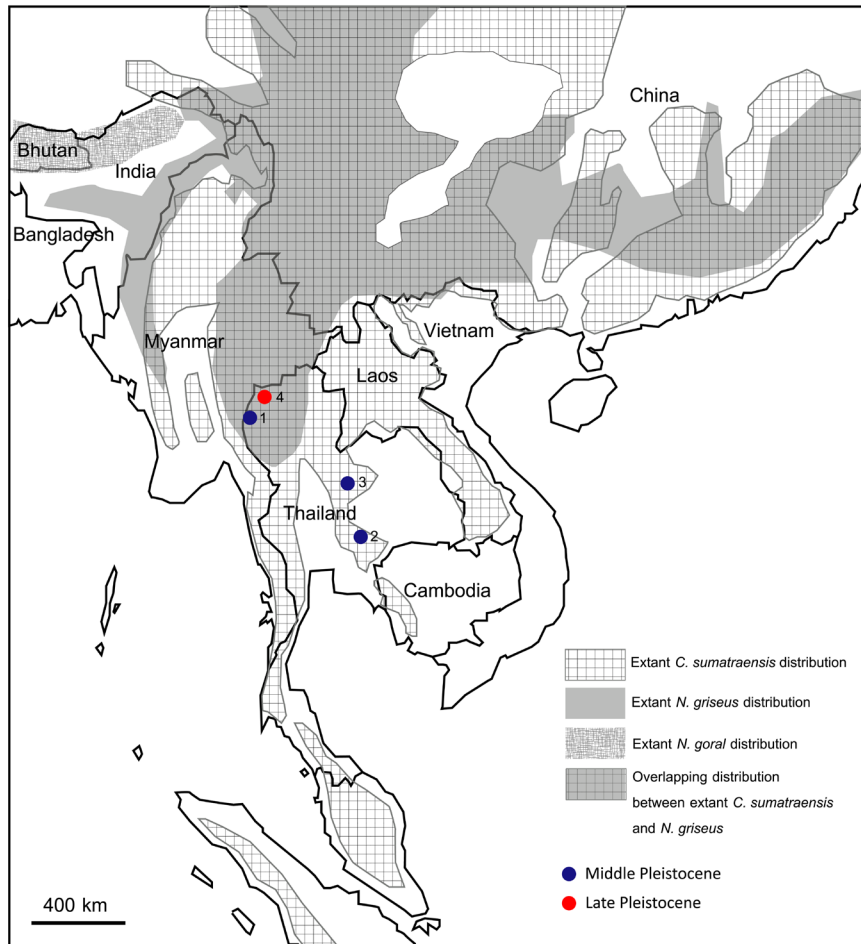 China
Bhutan
India
Bangladesh
Myanmar
Vietnam
Laos
4
1
3
Thailand
2
Cambodia
Extant C. sumatraensis distribution
Extant N. griseus distribution
Extant N. goral distribution
Overlapping distribution
between extant C. sumatraensis
and N. griseus
Middle Pleistocene
Late Pleistocene
400 km